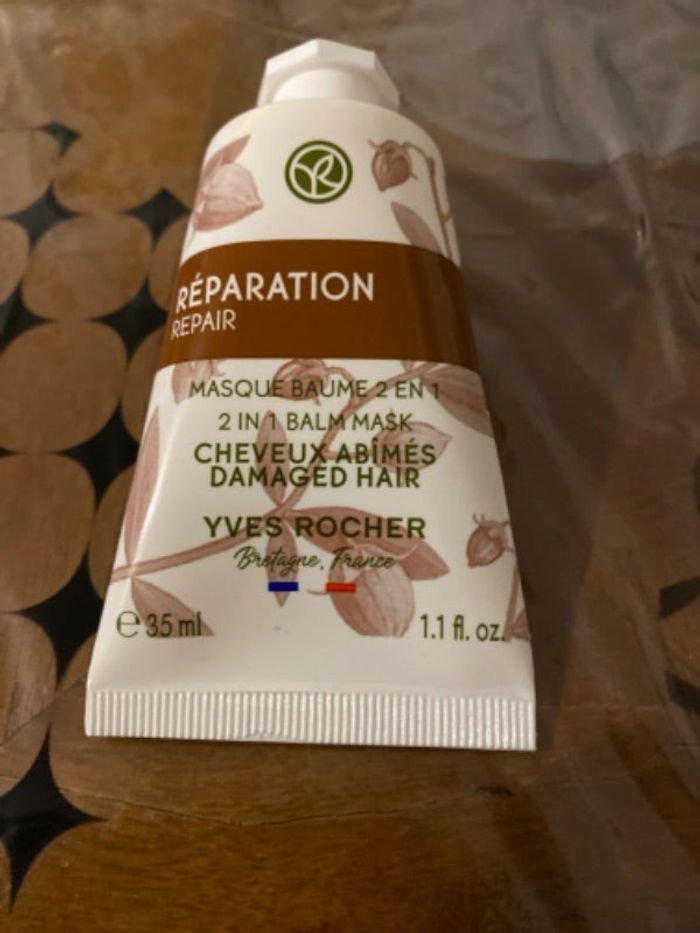 RÉPARATION
REPAIR
MASQUE BAUME 2 EN 1
2 IN 1 BALM MASK
CHEVEUX ABÎMÉS
DAMAGED HAIR
YVES ROCHER
Bretagne, France
℮ 35 ml 1.1 fl. oz.